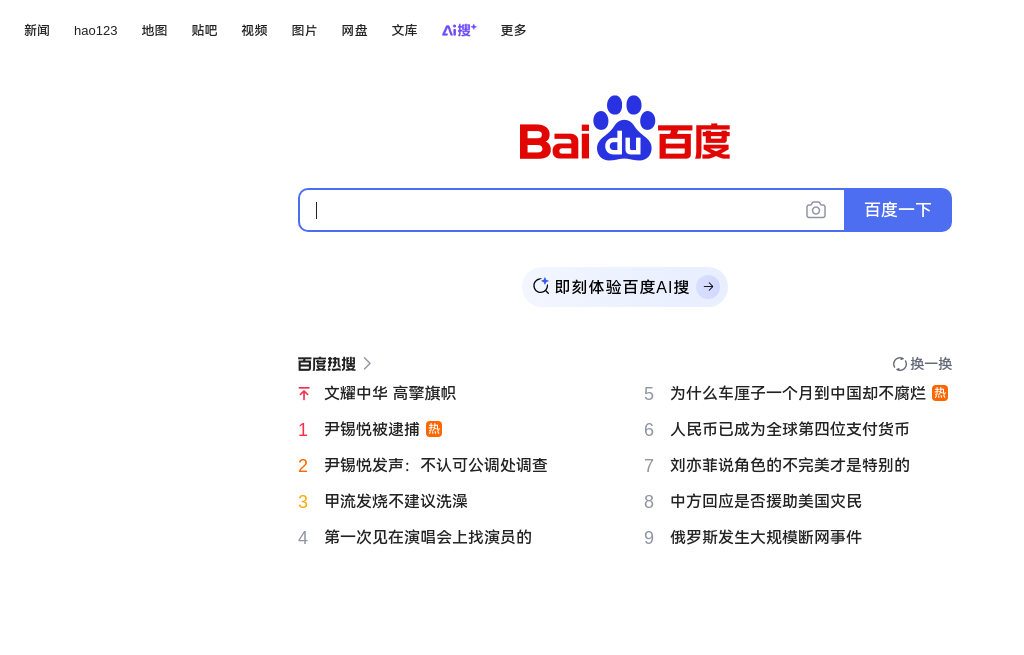 新闻 hao123 地图 贴吧 视频 图片 网盘 文库 Ai搜 更多
Bai du 百度
百度一下
即刻体验百度AI搜
百度热搜 换一换
文耀中华 高擎旗帜
1 尹锡悦被逮捕 热
2 尹锡悦发声：不认可公调处调查
3 甲流发烧不建议洗澡
4 第一次见在演唱会上找演员的
5 为什么车厘子一个月到中国却不腐烂 热
6 人民币已成为全球第四位支付货币
7 刘亦菲说角色的不完美才是特别的
8 中方回应是否援助美国灾民
9 俄罗斯发生大规模断网事件